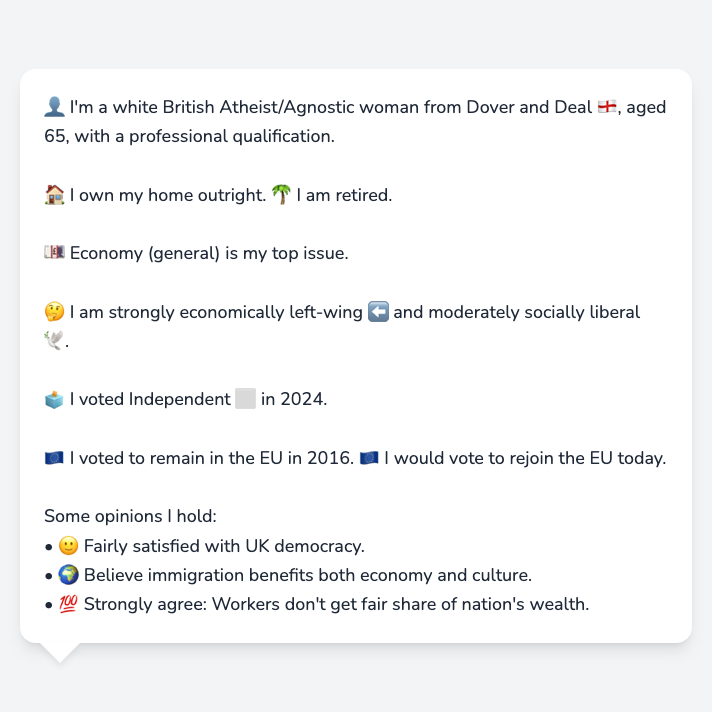 👤 I'm a white British Atheist/Agnostic woman from Dover and Deal 🏴󠁧󠁢󠁥󠁮󠁧󠁿, aged
65, with a professional qualification.
🏠 I own my home outright. 🌴 I am retired.
💷 Economy (general) is my top issue.
🤔 I am strongly economically left-wing ⬅️ and moderately socially liberal
🕊️.
🗳️ I voted Independent ⬜ in 2024.
🇪🇺 I voted to remain in the EU in 2016. 🇪🇺 I would vote to rejoin the EU today.
Some opinions I hold:
• 🙂 Fairly satisfied with UK democracy.
• 🌍 Believe immigration benefits both economy and culture.
• 💯 Strongly agree: Workers don't get fair share of nation's wealth.